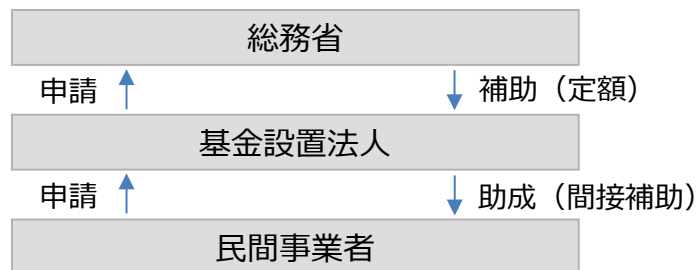 総務省
申請
補助（定額）
基金設置法人
申請
助成（間接補助）
民間事業者